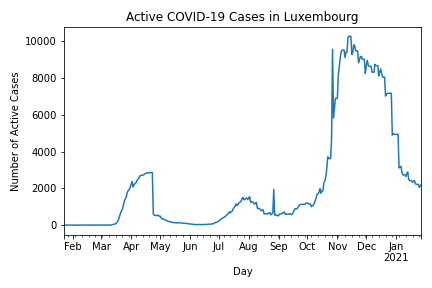 Active COVID-19 Cases in Luxembourg
Number of Active Cases
10000
8000
6000
4000
2000
0
Feb Mar Apr May Jun Jul Aug Sep Oct Nov Dec Jan
2021
Day